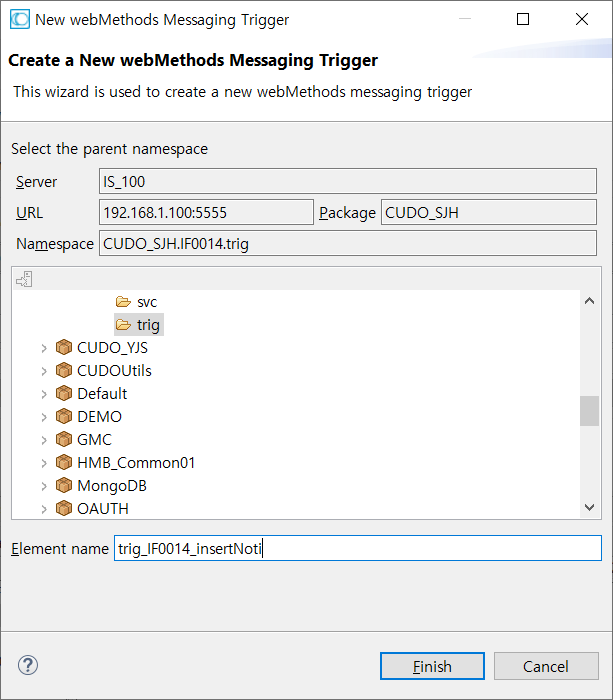 New webMethods Messaging Trigger
Create a New webMethods Messaging Trigger
This wizard is used to create a new webMethods messaging trigger
Select the parent namespace
Server IS_100
URL 192.168.1.100:5555 Package CUDO_SJH
Namespace CUDO_SJH.IF0014.trig
svc
trig
CUDO_YJS
CUDOUtils
Default
DEMO
GMC
HMB_Common01
MongoDB
OAUTH
Element name trig_IF0014_insertNoti
? Finish Cancel